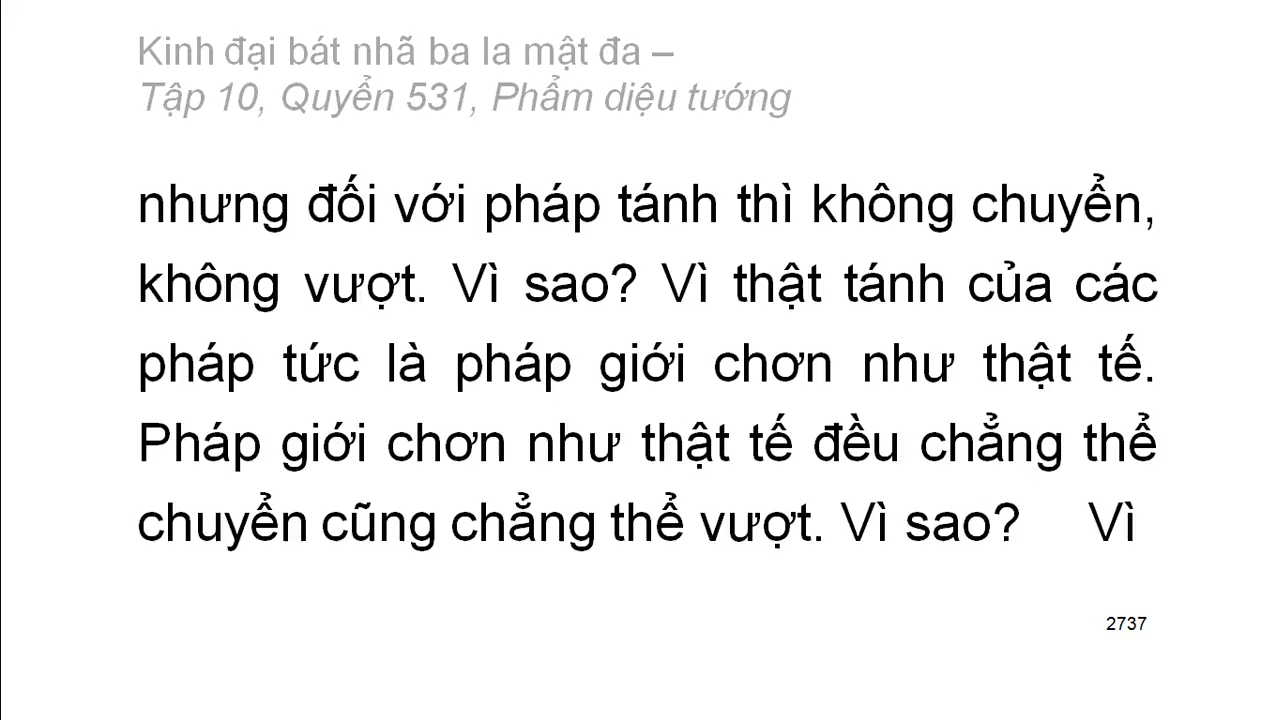 Kinh đại bát nhã ba la mật đa –
Tập 10, Quyển 531, Phẩm diệu tướng
nhưng đối với pháp tánh thì không chuyển,
không vượt. Vì sao? Vì thật tánh của các
pháp tức là pháp giới chơn như thật tế.
Pháp giới chơn như thật tế đều chẳng thể
chuyển cũng chẳng thể vượt. Vì sao? Vì
2737